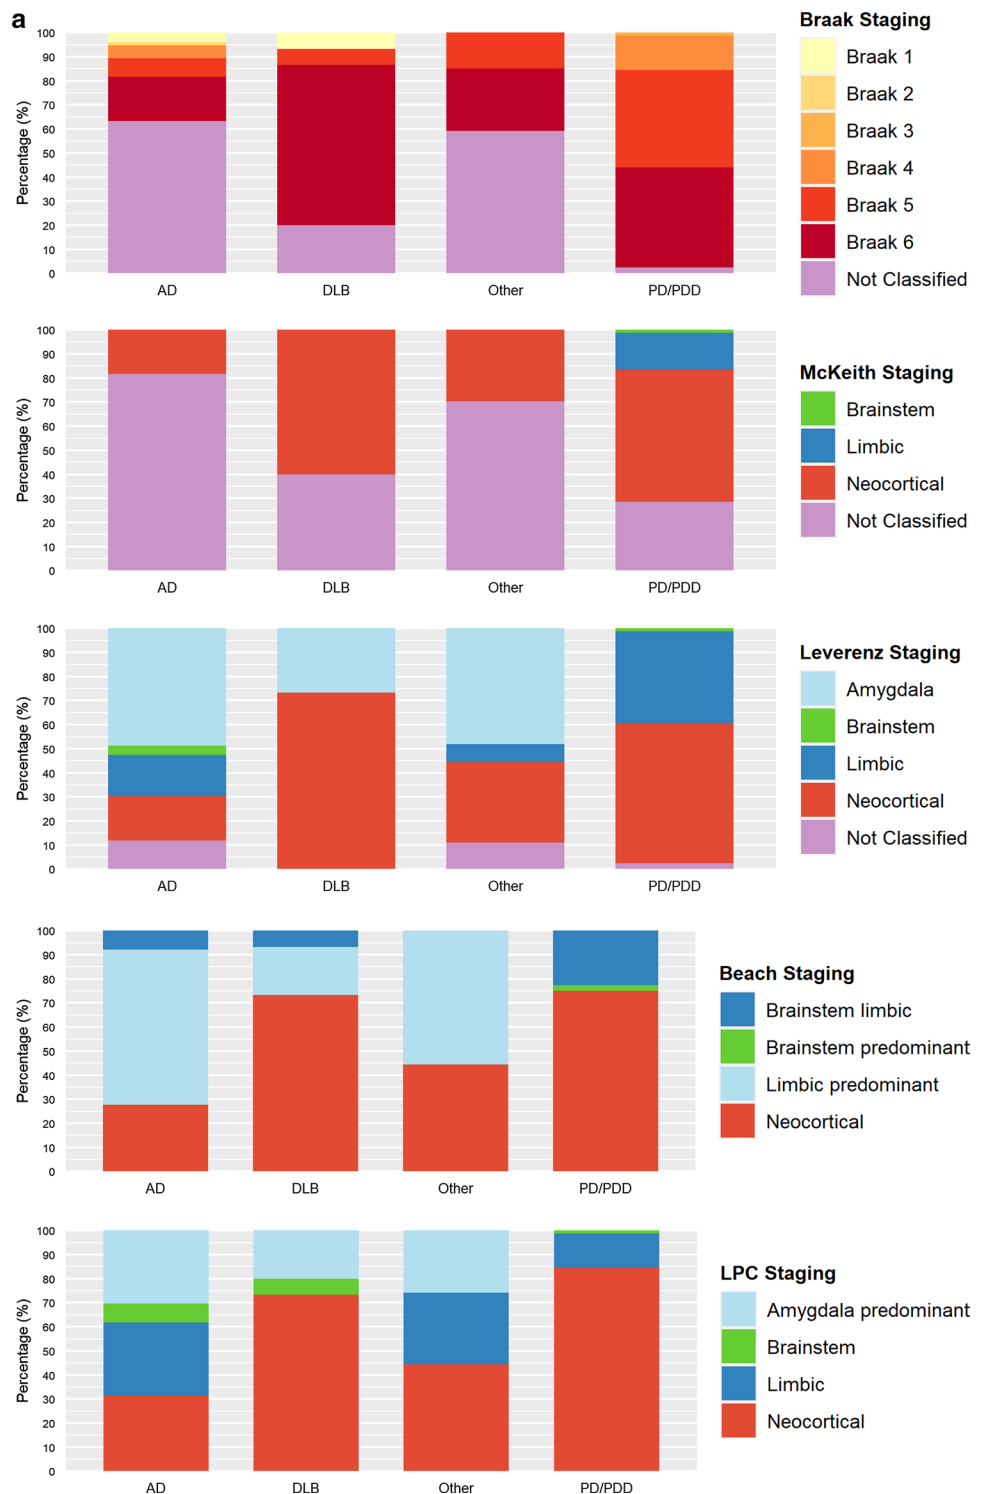 a
Braak Staging
Percentage (%)
100
90
80
70
60
50
40
30
20
10
0
AD DLB Other PD/PDD
Braak 1
Braak 2
Braak 3
Braak 4
Braak 5
Braak 6
Not Classified
McKeith Staging
Percentage (%)
100
90
80
70
60
50
40
30
20
10
0
AD DLB Other PD/PDD
Brainstem
Limbic
Neocortical
Not Classified
Leverenz Staging
Percentage (%)
100
90
80
70
60
50
40
30
20
10
0
AD DLB Other PD/PDD
Amygdala
Brainstem
Limbic
Neocortical
Not Classified
Beach Staging
Percentage (%)
100
90
80
70
60
50
40
30
20
10
0
AD DLB Other PD/PDD
Brainstem limbic
Brainstem predominant
Limbic predominant
Neocortical
LPC Staging
Percentage (%)
100
90
80
70
60
50
40
30
20
10
0
AD DLB Other PD/PDD
Amygdala predominant
Brainstem
Limbic
Neocortical